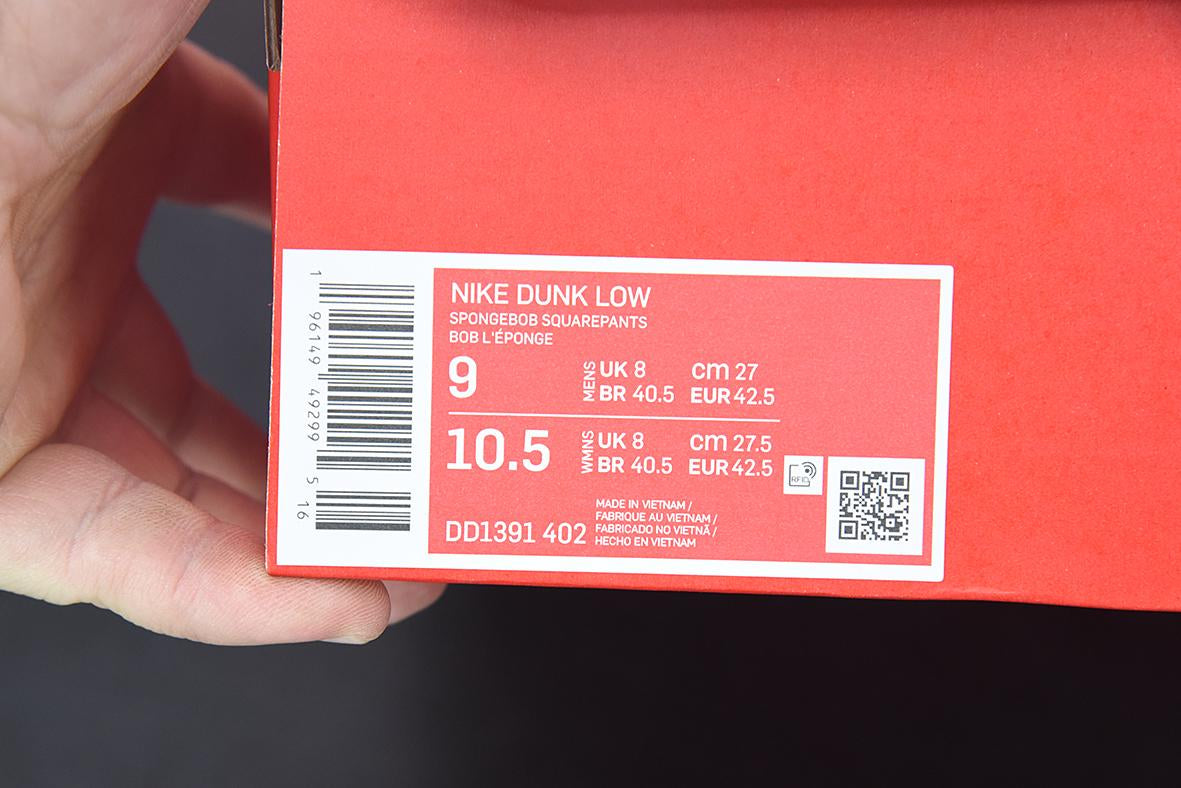 NIKE DUNK LOW
SPONGEBOB SQUAREPANTS
BOB L'ÉPONGE
9 MENS UK 8 cm 27
BR 40.5 EUR 42.5
10.5 WMNS UK 8 cm 27.5
BR 40.5 EUR 42.5
RFID
DD1391 402
MADE IN VIETNAM /
FABRIQUE AU VIETNAM /
FABRICADO NO VIETNÃ /
HECHO EN VIETNAM
1 96149 49299 5 16